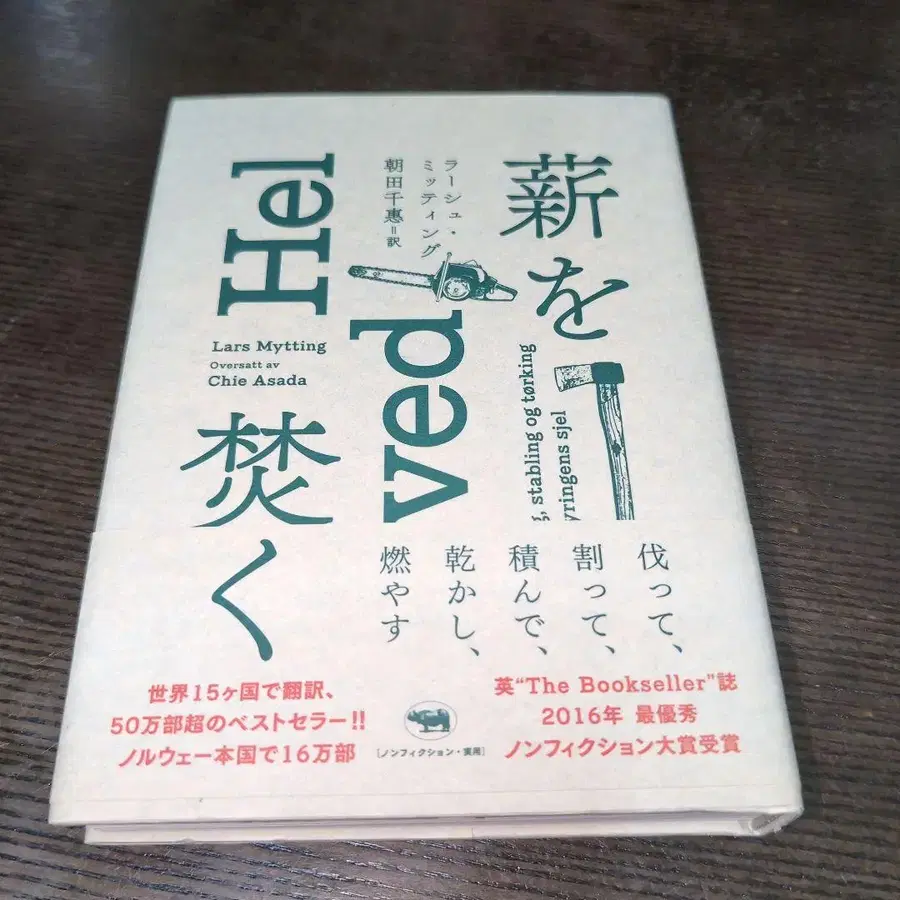 薪を
焚く
ラーシュ・
ミッティング
朝田千惠=訳
Hel
ved
Lars Mytting
Oversatt av
Chie Asada
, stabling og tørking
yringens sjel
伐って、
割って、
積んで、
乾かし、
燃やす
世界15ヶ国で翻訳、
50万部超のベストセラー!!
ノルウェー本国で16万部
[ノンフィクション・実用]
英“The Bookseller”誌
2016年 最優秀
ノンフィクション大賞受賞